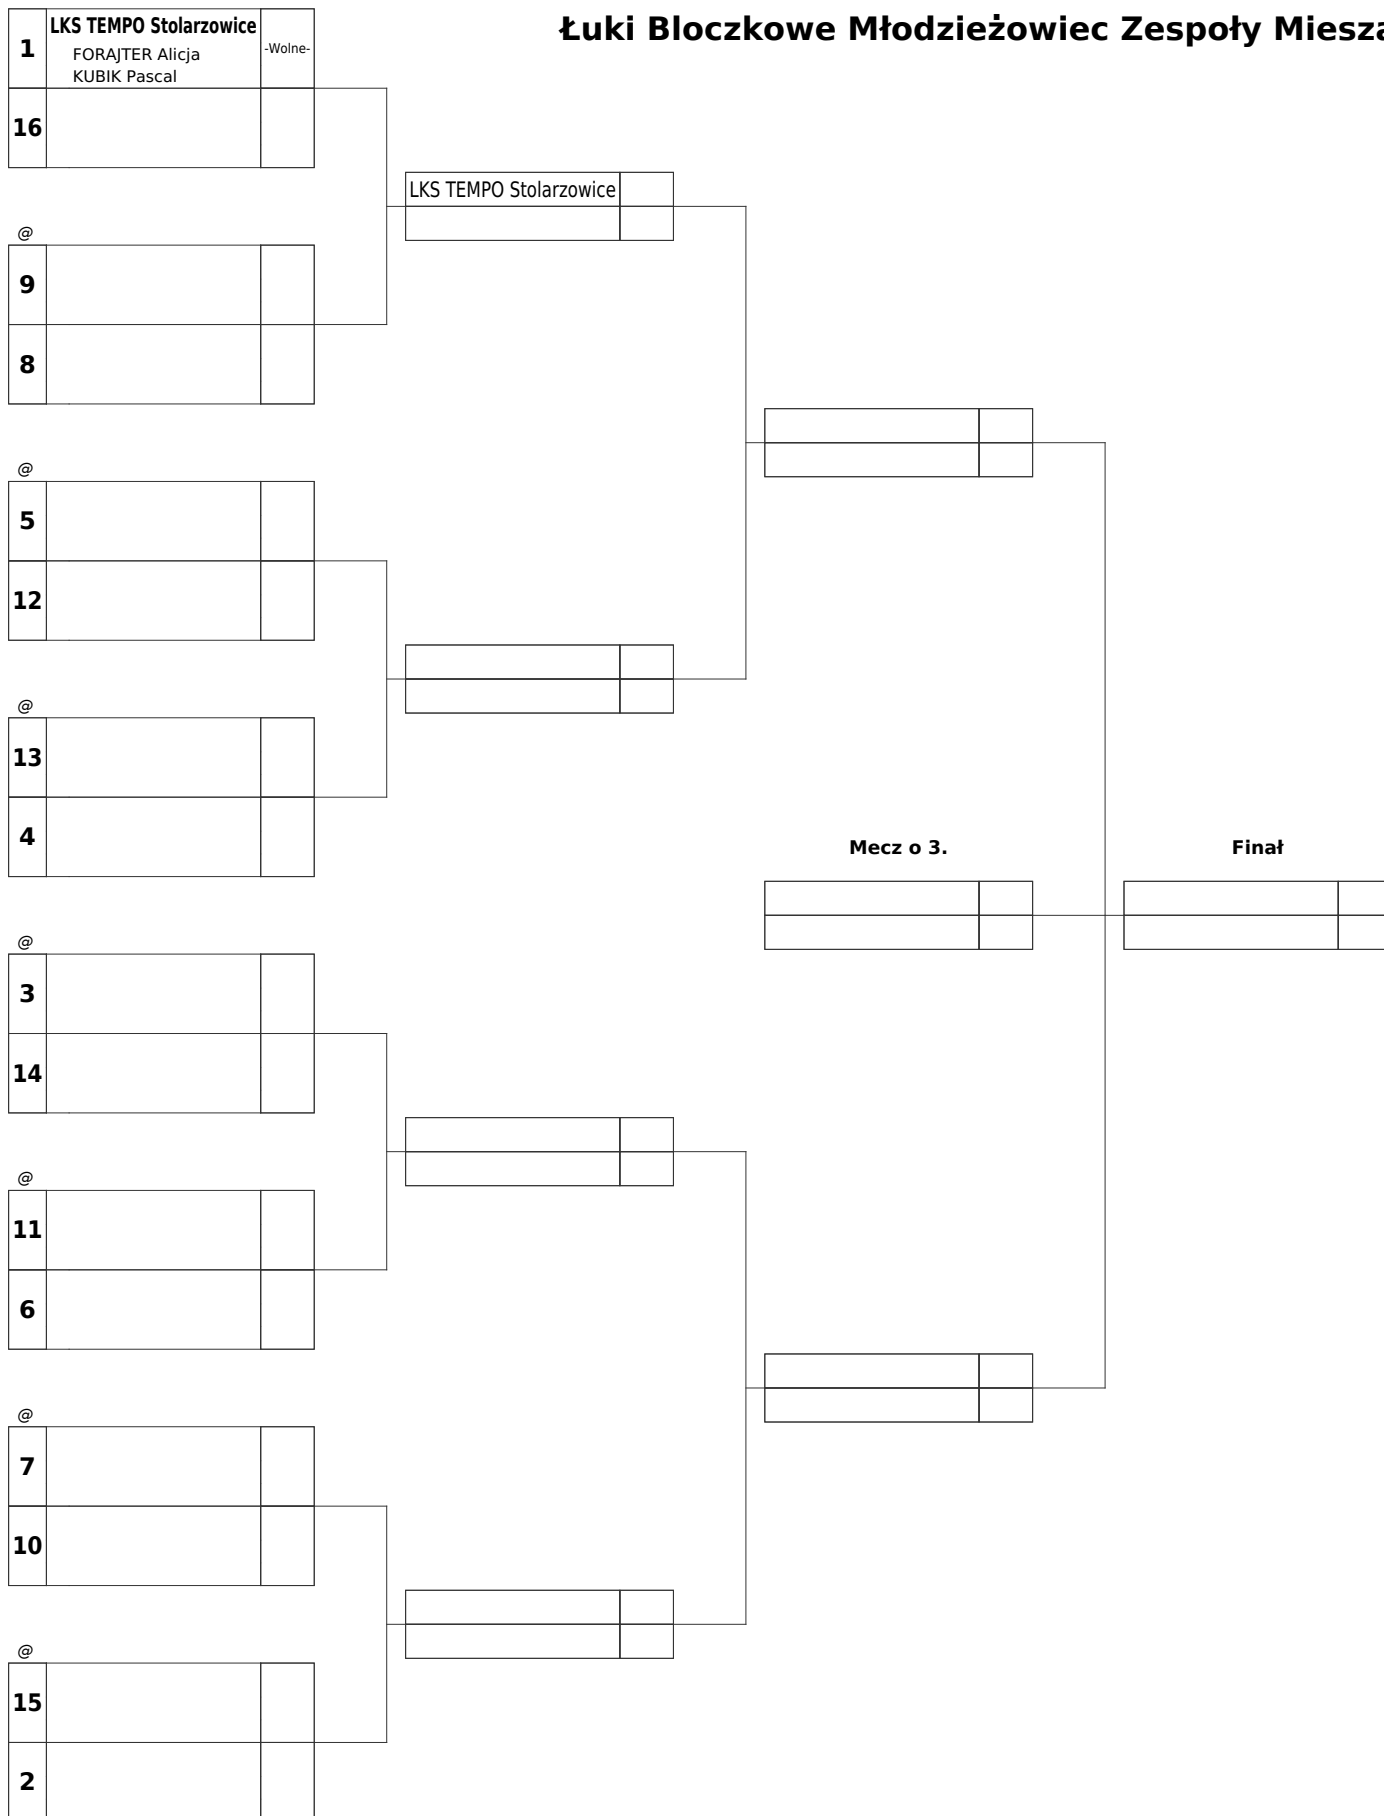 Łuki Bloczkowe Młodzieżowiec Zespoły Miesza
1
LKS TEMPO Stolarzowice
FORAJTER Alicja
KUBIK Pascal
-Wolne-
16
LKS TEMPO Stolarzowice
@
9
8
@
5
12
@
13
4
Mecz o 3.
Finał
@
3
14
@
11
6
@
7
10
@
15
2